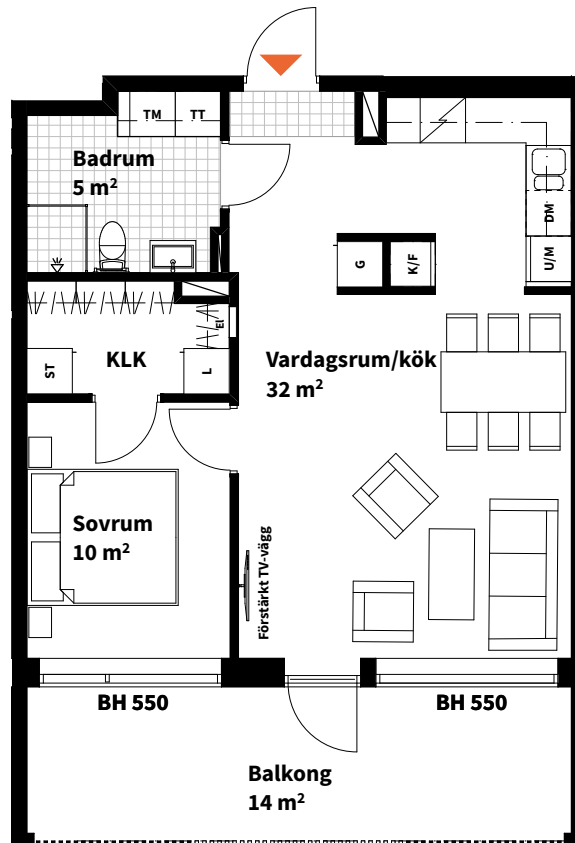 TM
TT
Badrum
5 m²
DM
U/M
G
K/F
El
KLK
ST
L
Vardagsrum/kök
32 m²
Sovrum
10 m²
Förstärkt TV-vägg
BH 550
BH 550
Balkong
14 m²